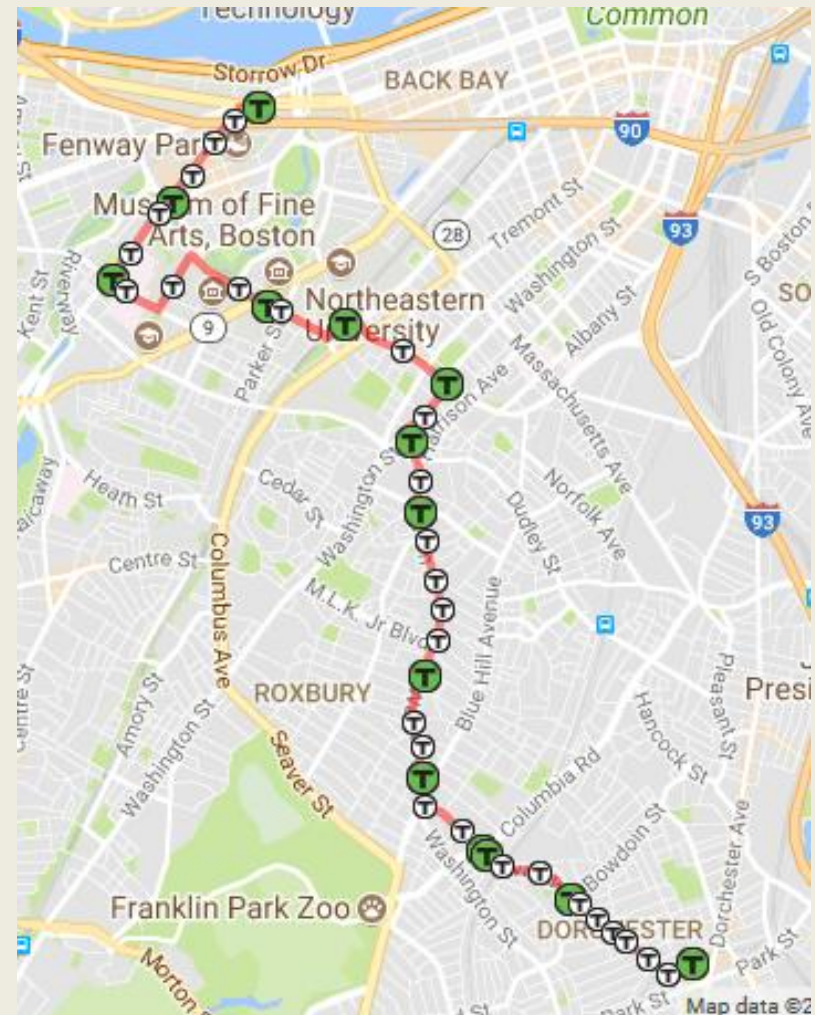 Technology
Common
Storrow Dr
BACK BAY
90
Fenway Park
Museum of Fine
Arts, Boston
28
Tremont St
93
Washington St
S Boston
Kent St
Riverway
Northeastern
University
9
Albany St
Old Colony Ave
Parker St
Massachusetts Ave
Harrison Ave
Heath St
Cedar St
Washington St
Dudley St
Norfolk Ave
93
Centre St
Columbus Ave
M.L.K. Jr Blvd
Blue Hill Avenue
ROXBURY
Pleasant St
Presi
Amory St
Centre St
Washington St
Hancock St
Seaver St
Columbia Rd
Washington St
Bowdoin St
Dorchester Ave
Franklin Park Zoo
DORCHESTER
Park St
Morton
Park St
Map data ©2